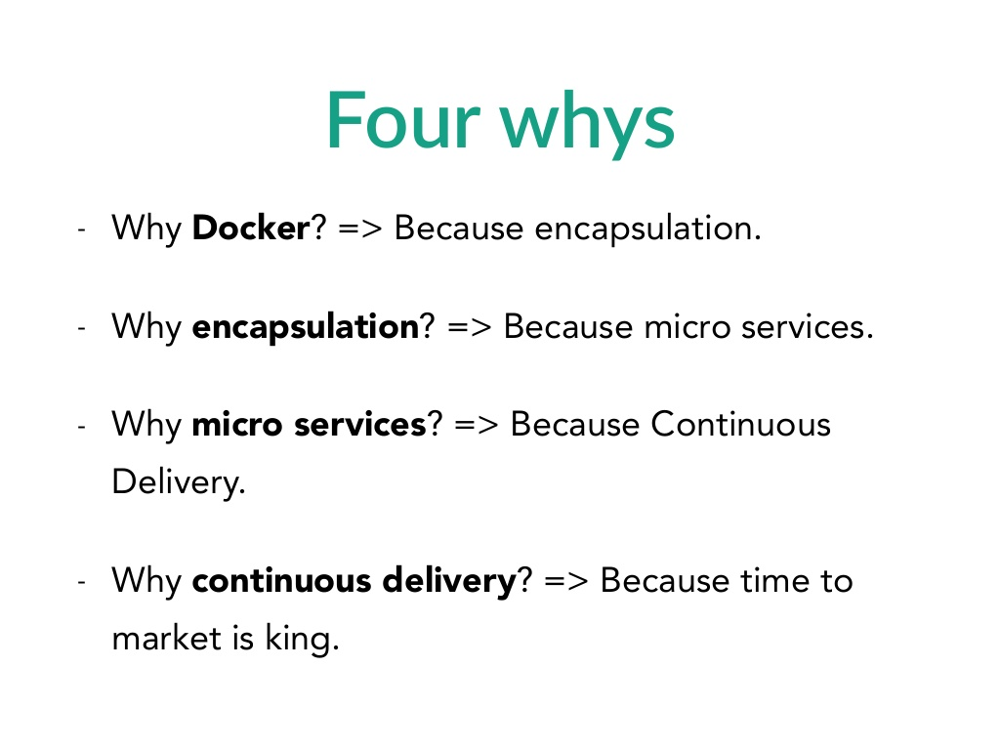 Four whys
- Why Docker? => Because encapsulation.
- Why encapsulation? => Because micro services.
- Why micro services? => Because Continuous
Delivery.
- Why continuous delivery? => Because time to
market is king.